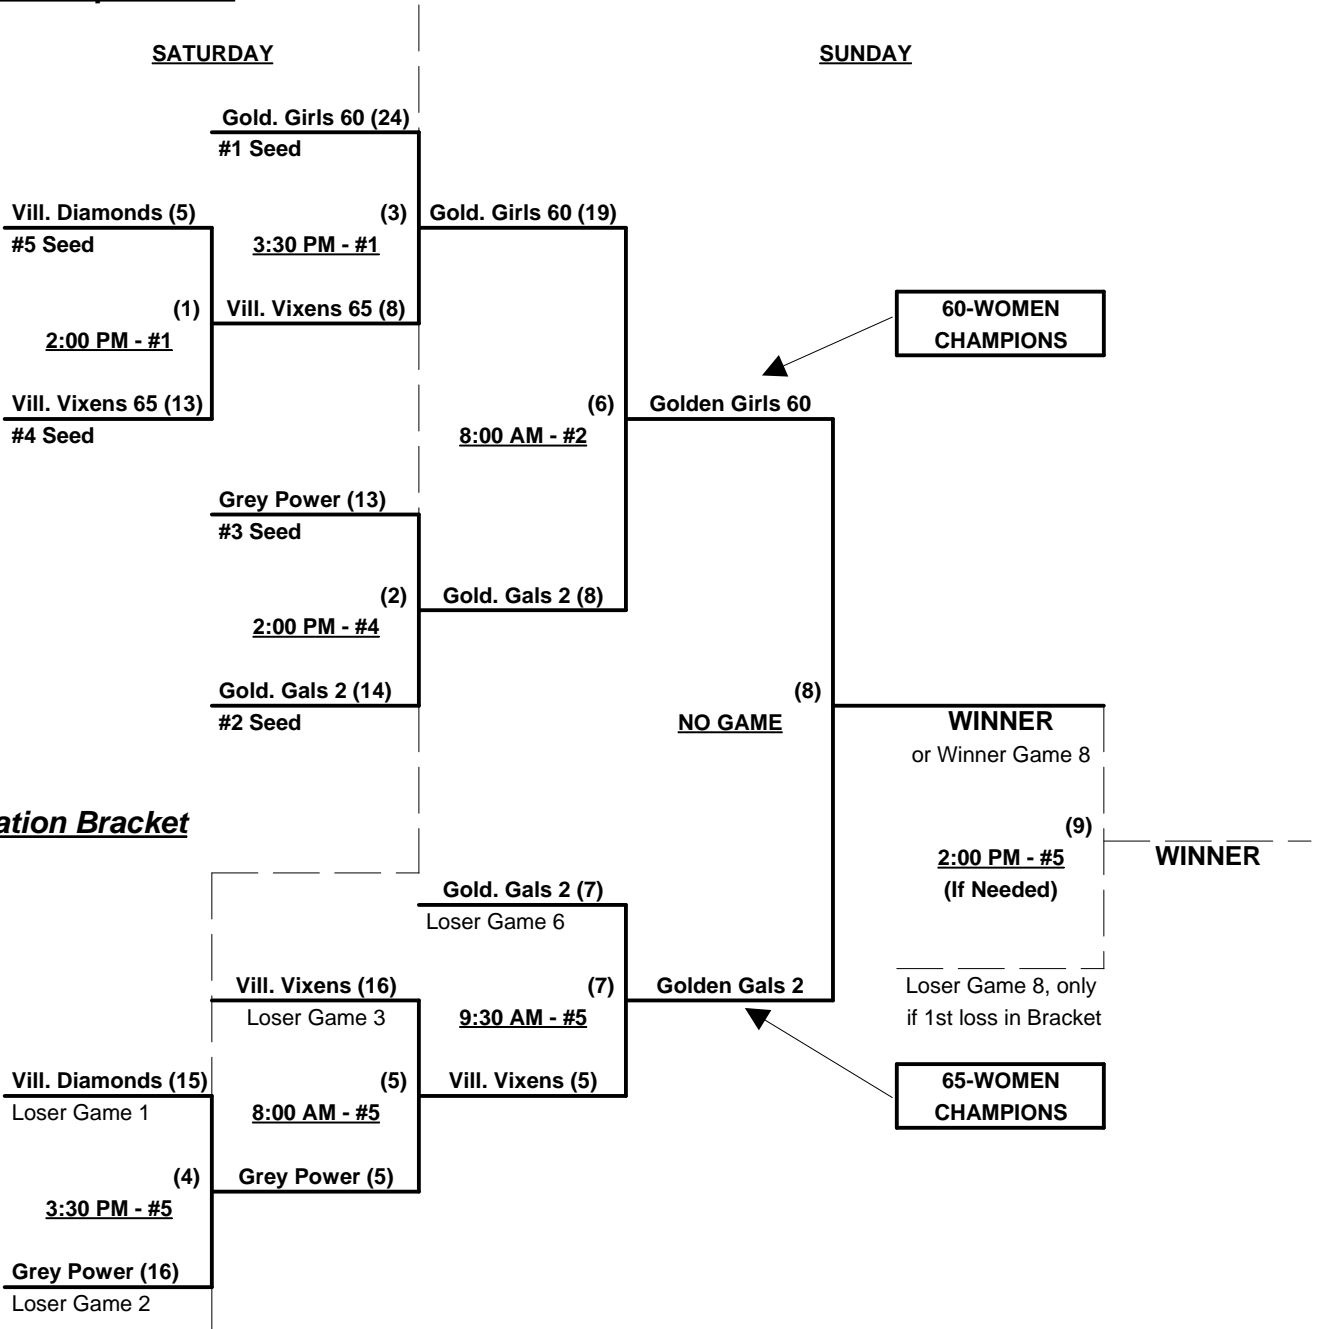 SATURDAY
SUNDAY
Gold. Girls 60 (24)
#1 Seed
Vill. Diamonds (5)
#5 Seed
(3)
3:30 PM - #1
Gold. Girls 60 (19)
(1)
2:00 PM - #1
Vill. Vixens 65 (8)
60-WOMEN
CHAMPIONS
Vill. Vixens 65 (13)
#4 Seed
(6)
8:00 AM - #2
Golden Girls 60
Grey Power (13)
#3 Seed
(2)
2:00 PM - #4
Gold. Gals 2 (8)
Gold. Gals 2 (14)
#2 Seed
(8)
NO GAME
WINNER
or Winner Game 8
ation Bracket
(9)
2:00 PM - #5
(If Needed)
WINNER
Gold. Gals 2 (7)
Loser Game 6
Vill. Vixens (16)
Loser Game 3
(7)
9:30 AM - #5
Golden Gals 2
Loser Game 8, only
if 1st loss in Bracket
Vill. Diamonds (15)
Loser Game 1
(5)
8:00 AM - #5
Vill. Vixens (5)
65-WOMEN
CHAMPIONS
(4)
3:30 PM - #5
Grey Power (5)
Grey Power (16)
Loser Game 2